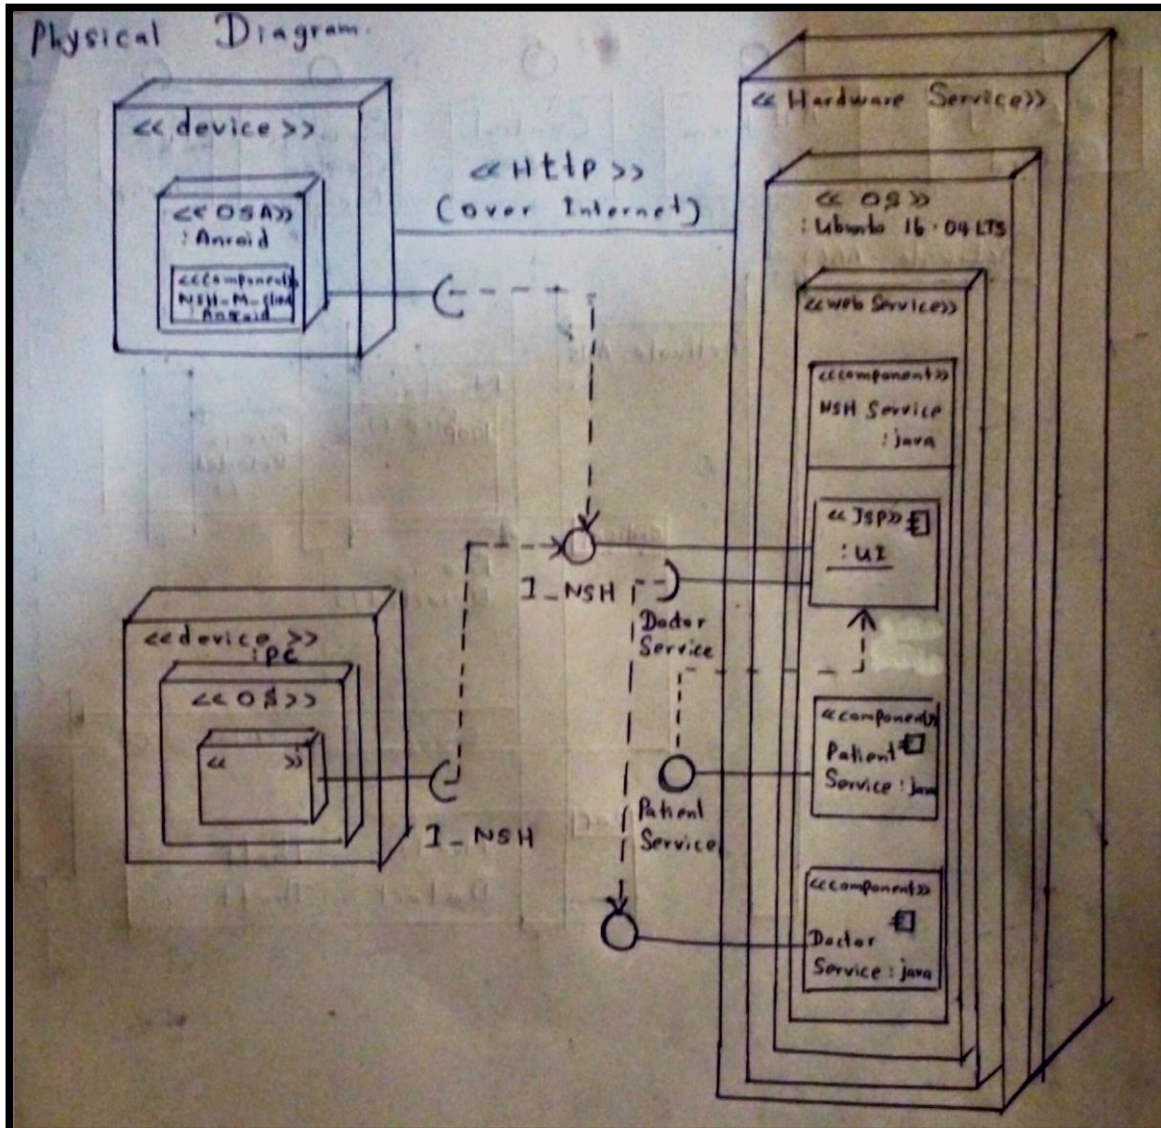 Physical Diagram.
<< device >>
<< OSA>>
: Anroid
<<Component>>
NSH_M_
: Anroid
<< Http >>
(over Internet)
<< Hardware Service>>
<< OS >>
: Ubunto 16.04 LTS
<<web Service>>
<<component>>
NSH Service
: java
<< JSP>>
: UI
I_NSH
Doctor
Service
<<device >>
: PC
<< OS >>
<< >>
I_NSH
Patient
Service
<<component>>
Patient
Service : java
<<component>>
Doctor
Service : java